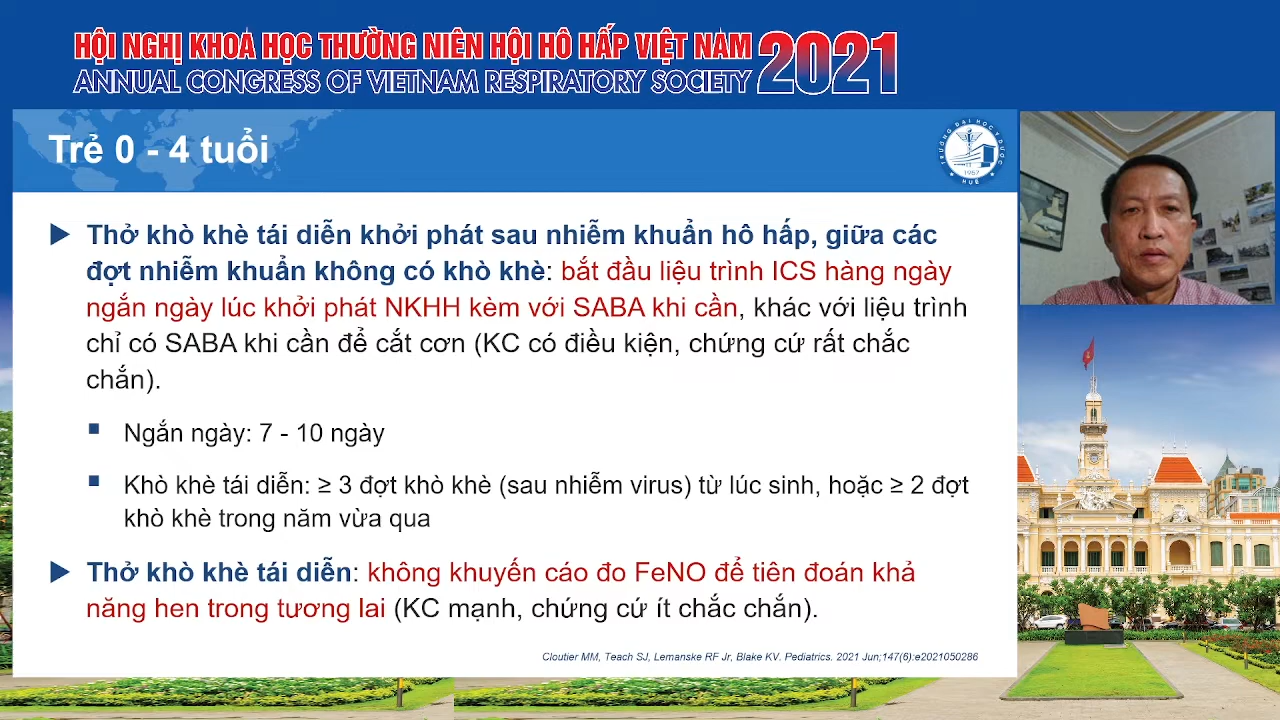 HỘI NGHỊ KHOA HỌC THƯỜNG NIÊN HỘI HÔ HẤP VIỆT NAM 2021
ANNUAL CONGRESS OF VIETNAM RESPIRATORY SOCIETY
Trẻ 0 - 4 tuổi
TRƯỜNG ĐẠI HỌC Y DƯỢC
1957
HUẾ
Thở khò khè tái diễn khởi phát sau nhiễm khuẩn hô hấp, giữa các
đợt nhiễm khuẩn không có khò khè: bắt đầu liệu trình ICS hàng ngày
ngắn ngày lúc khởi phát NKHH kèm với SABA khi cần, khác với liệu trình
chỉ có SABA khi cần để cắt cơn (KC có điều kiện, chứng cứ rất chắc
chắn).
Ngắn ngày: 7 - 10 ngày
Khò khè tái diễn: ≥ 3 đợt khò khè (sau nhiễm virus) từ lúc sinh, hoặc ≥ 2 đợt
khò khè trong năm vừa qua
Thở khò khè tái diễn: không khuyến cáo đo FeNO để tiên đoán khả
năng hen trong tương lai (KC mạnh, chứng cứ ít chắc chắn).
Cloutier MM, Teach SJ, Lemanske RF Jr, Blake KV. Pediatrics. 2021 Jun;147(6):e2021050286